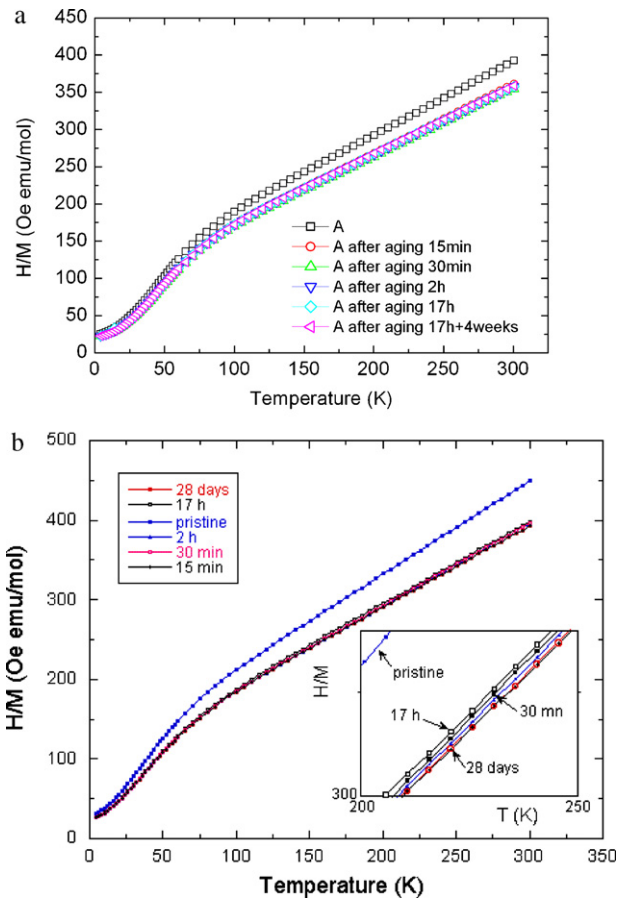 a
400
350
300
250
200
150
100
50
0
H/M (Oe emu/mol)
A
A after aging 15min
A after aging 30min
A after aging 2h
A after aging 17h
A after aging 17h+4weeks
0 50 100 150 200 250 300
Temperature (K)
b
500
400
300
200
100
0
H/M (Oe emu/mol)
28 days
17 h
pristine
2 h
30 min
15 min
H/M
pristine
17 h
30 mn
28 days
300
200 250
T (K)
0 50 100 150 200 250 300 350
Temperature (K)